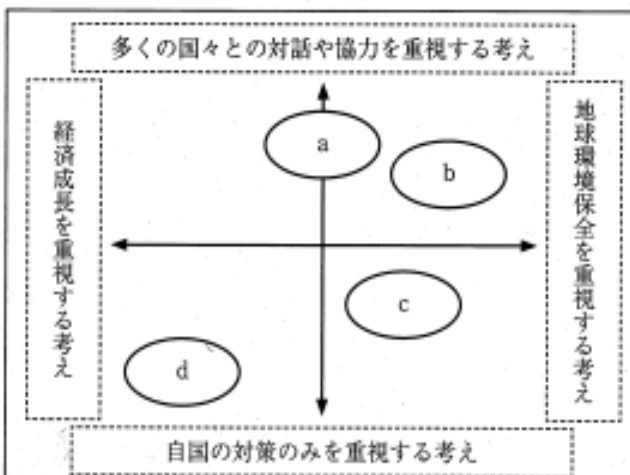 多くの国々との対話や協力を重視する考え
経済成長を重視する考え
地球環境保全を重視する考え
a
b
c
d
自国の対策のみを重視する考え